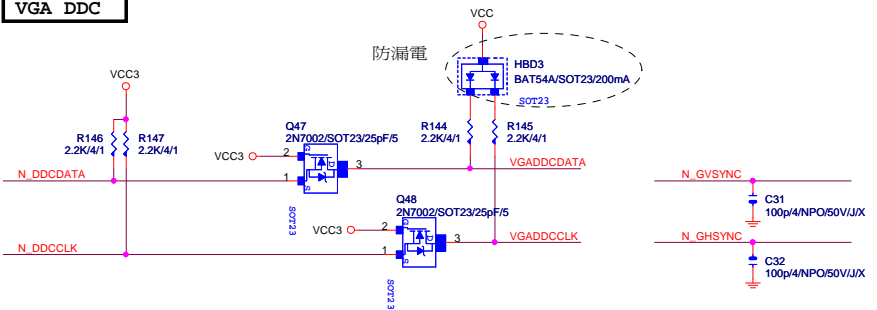 VGA DDC
VCC
防漏電
HBD3
BAT54A/SOT23/200mA
SOT23
VCC3
R146
2.2K/4/1
R147
2.2K/4/1
Q47
2N7002/SOT23/25pF/5
R144
2.2K/4/1
R145
2.2K/4/1
VCC3
2
G
D
S
3
1
VGADDCDATA
N_DDCDATA
N_GVSYNC
SOT23
C31
100p/4/NPO/50V/J/X
Q48
2N7002/SOT23/25pF/5
VCC3
2
G
D
S
3
1
VGADDCCLK
N_DDCCLK
N_GHSYNC
SOT23
C32
100p/4/NPO/50V/J/X